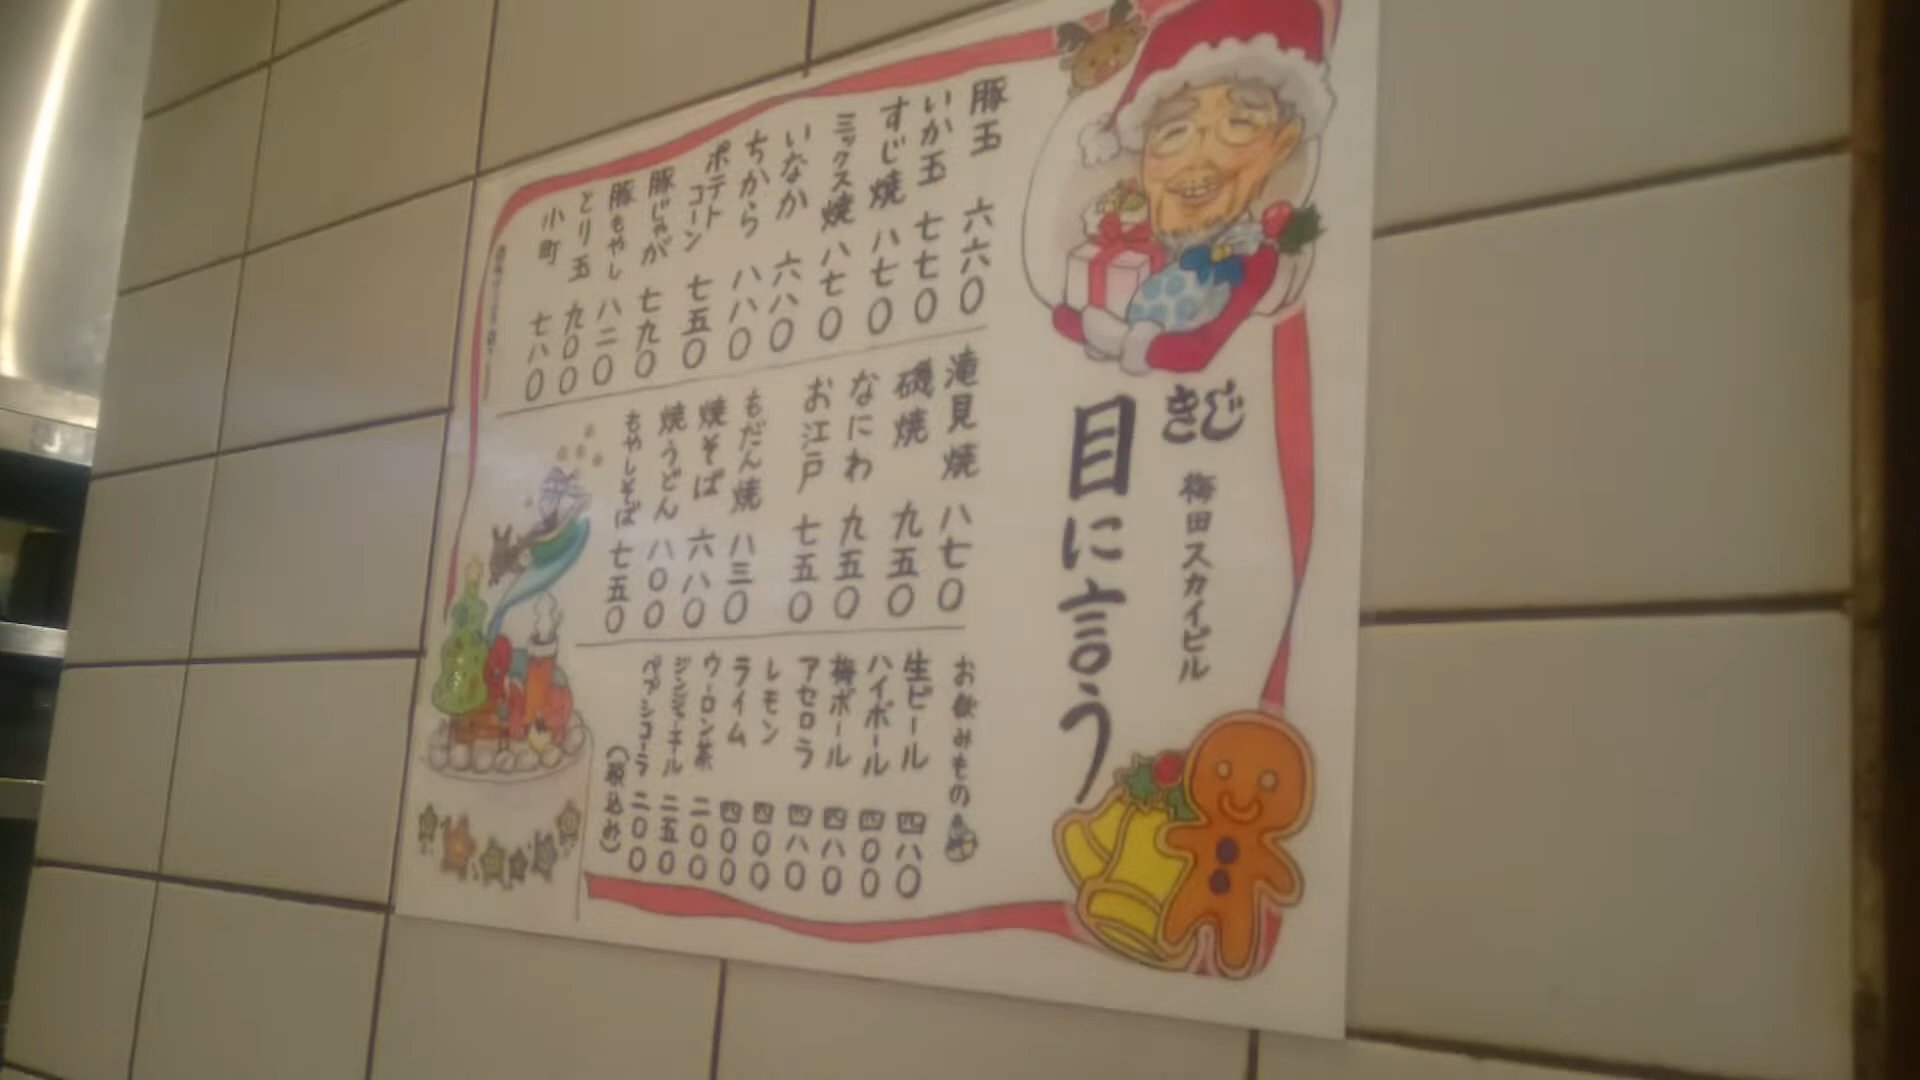 きじ
梅田スカイビル
目に言う
豚玉 六六〇
いか玉 七七〇
すじ焼 八七〇
ミックス焼 八七〇
いなか 六八〇
ちから 八八〇
ポテトコーン 七五〇
豚じゃが 七九〇
豚もやし 八二〇
とり玉 九〇〇
小町 七八〇
滝見焼 八七〇
磯焼 九五〇
なにわ 九五〇
お江戸 七五〇
もだん焼 八三〇
焼そば 六八〇
焼うどん 八〇〇
もやしそば 七五〇
お飲みもの
生ビール 四八〇
ハイボール 四〇〇
梅ボール 四八〇
アセロラ 四八〇
レモン 四〇〇
ライム 四〇〇
ウーロン茶 二〇〇
ジンジャエール 二五〇
ペプシコーラ 二〇〇
(税込み)